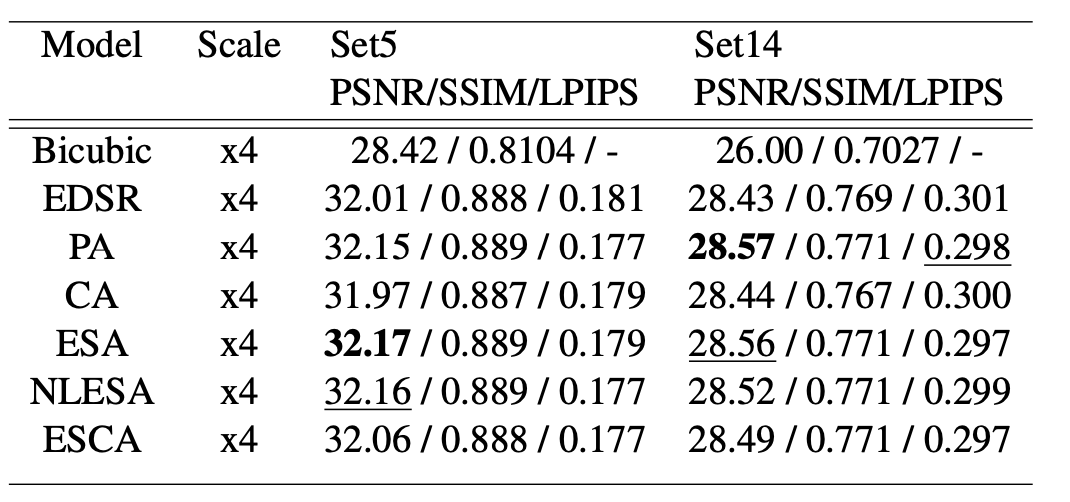 Model Scale Set5 Set14
PSNR/SSIM/LPIPS PSNR/SSIM/LPIPS
Bicubic x4 28.42 / 0.8104 / - 26.00 / 0.7027 / -
EDSR x4 32.01 / 0.888 / 0.181 28.43 / 0.769 / 0.301
PA x4 32.15 / 0.889 / 0.177 28.57 / 0.771 / 0.298
CA x4 31.97 / 0.887 / 0.179 28.44 / 0.767 / 0.300
ESA x4 32.17 / 0.889 / 0.179 28.56 / 0.771 / 0.297
NLESA x4 32.16 / 0.889 / 0.177 28.52 / 0.771 / 0.299
ESCA x4 32.06 / 0.888 / 0.177 28.49 / 0.771 / 0.297